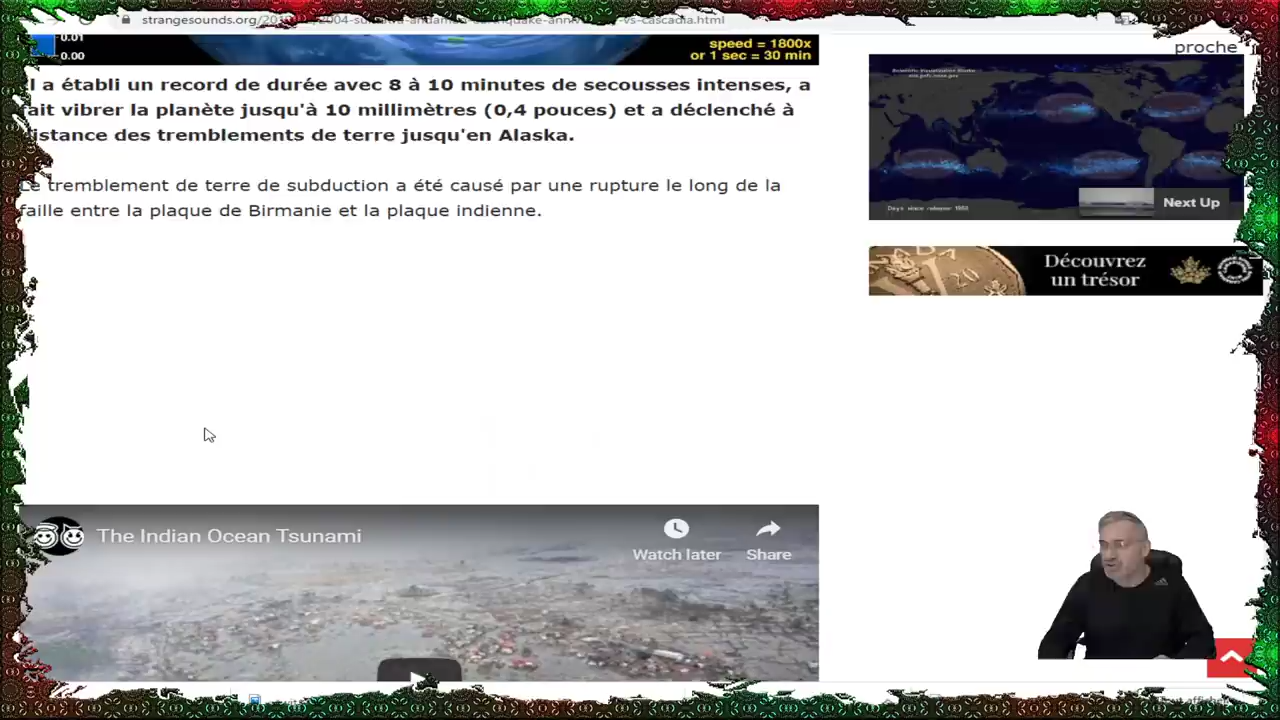 strangesounds.org/
proche
0.01
0.00
speed = 1800x
or 1 sec = 30 min
l a établi un record de durée avec 8 à 10 minutes de secousses intenses, a
ait vibrer la planète jusqu'à 10 millimètres (0,4 pouces) et a déclenché à
istance des tremblements de terre jusqu'en Alaska.
Le tremblement de terre de subduction a été causé par une rupture le long de la
faille entre la plaque de Birmanie et la plaque indienne.
Next Up
Découvrez
un trésor
20
The Indian Ocean Tsunami
Watch later
Share